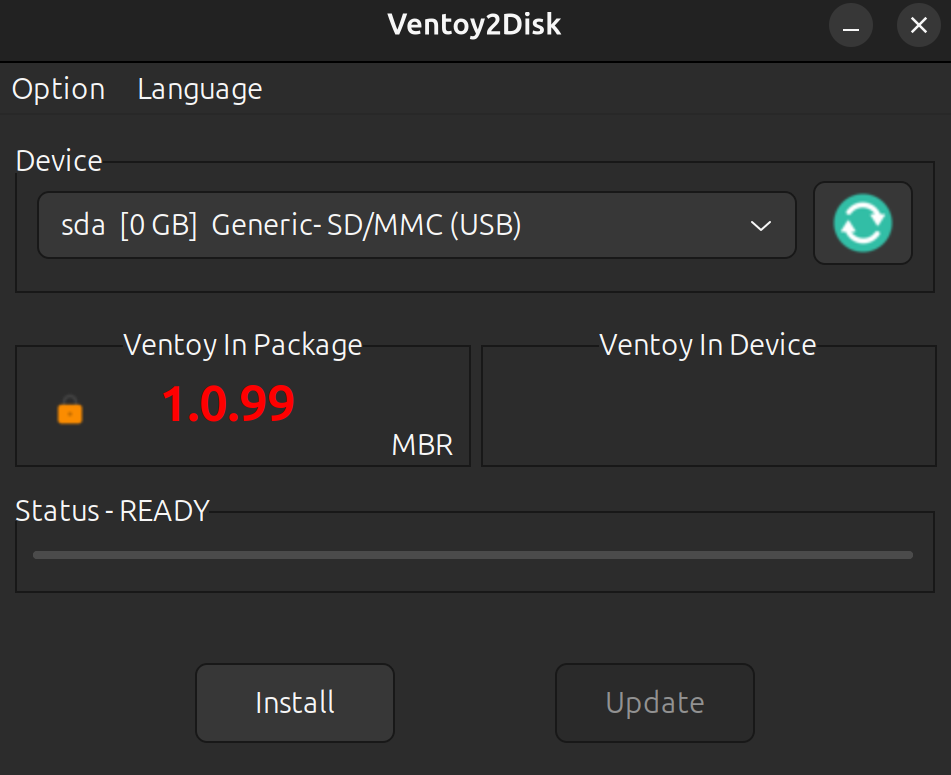 Ventoy2Disk
Option Language
Device
sda [0 GB] Generic- SD/MMC (USB)
Ventoy In Package
Ventoy In Device
1.0.99
MBR
Status - READY
Install
Update